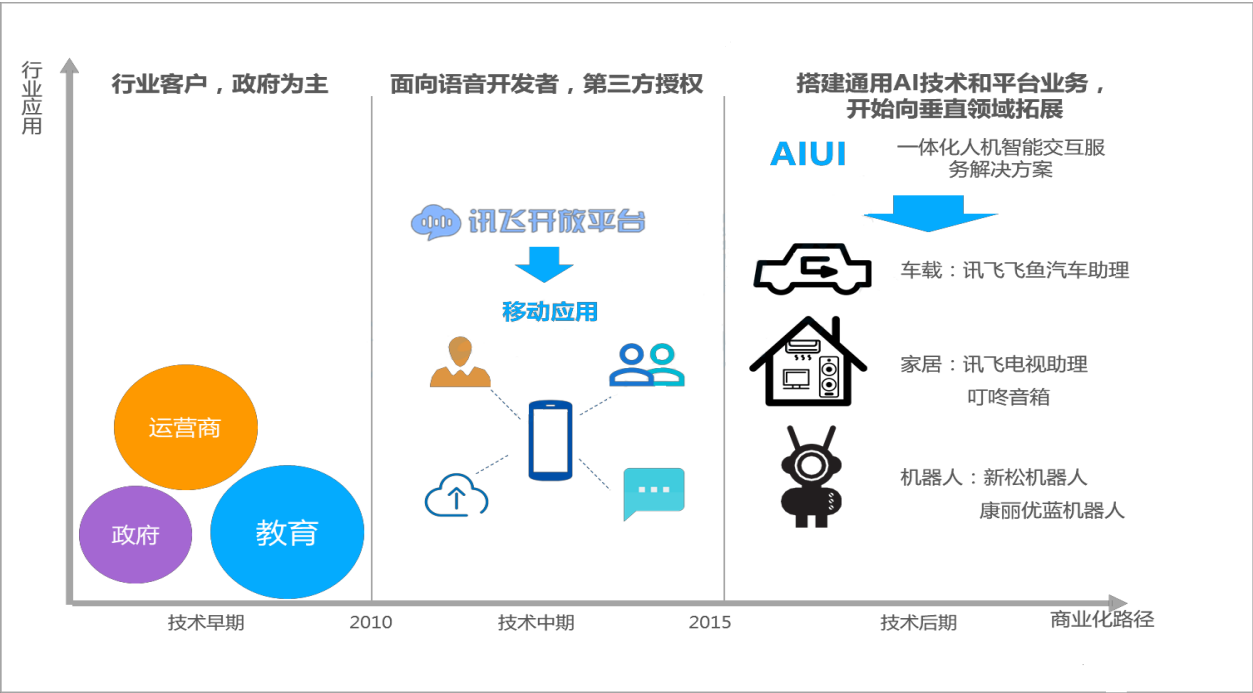 行业应用
行业客户，政府为主
面向语音开发者，第三方授权
搭建通用AI技术和平台业务，
开始向垂直领域拓展
AIUI
一体化人机智能交互服
务解决方案
讯飞开放平台
移动应用
车载：讯飞飞鱼汽车助理
家居：讯飞电视助理
叮咚音箱
机器人：新松机器人
康丽优蓝机器人
运营商
政府
教育
技术早期
2010
技术中期
2015
技术后期
商业化路径